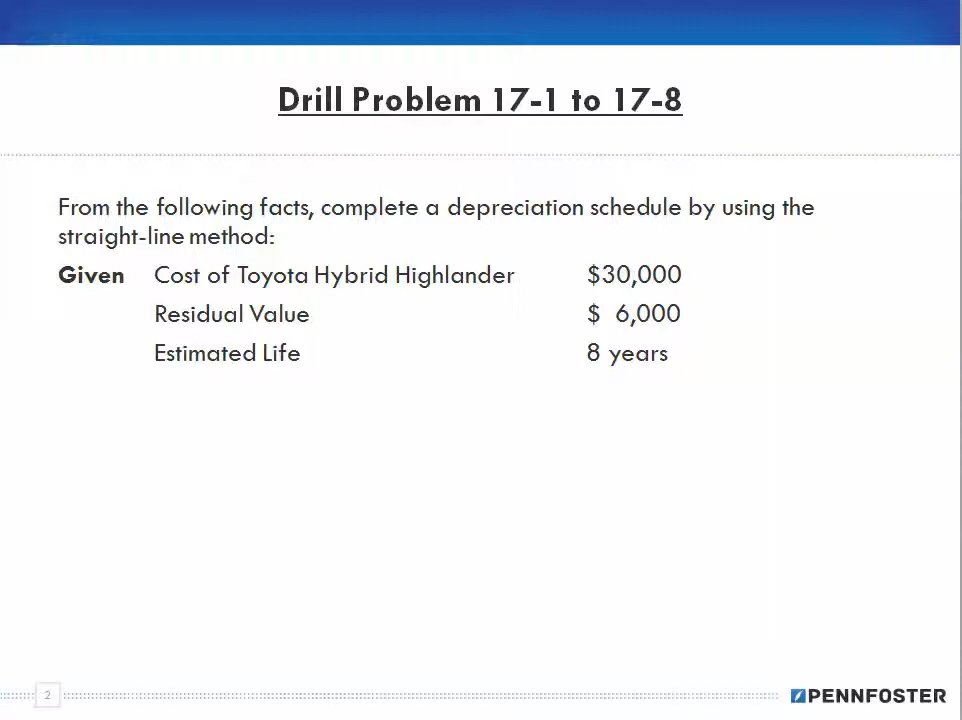 Drill Problem 17-1 to 17-8
From the following facts, complete a depreciation schedule by using the
straight-line method:
Given Cost of Toyota Hybrid Highlander $30,000
Residual Value $ 6,000
Estimated Life 8 years
2
PENNFOSTER